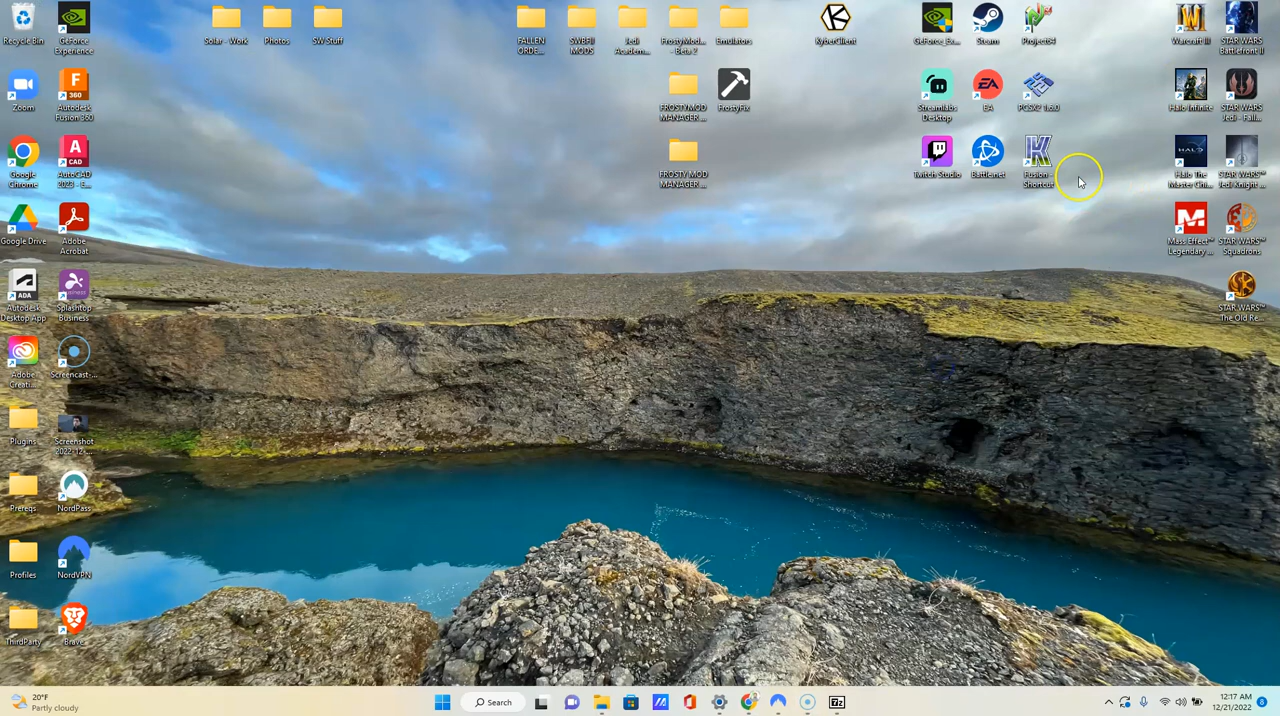 Recycle Bin
GeForce
Experience
Solar - Work
Photos
SW Stuff
FALLEN
ORDE...
SWBFII
MODS
Jedi
Academ...
FrostyMod...
- Beta 2
Emulators
KyberClient
GeForce_Ex...
Steam
Project64
Warcraft III
STAR WARS
Battlefront II
Zoom
Autodesk
Fusion 360
FROSTYMOD
MANAGER ...
FrostyFix
Streamlabs
Desktop
EA
PCSX2 1.6.0
Halo Infinite
STAR WARS
Jedi - Fall...
Google
Chrome
AutoCAD
2023 - E...
FROSTY MOD
MANAGER ...
Twitch Studio
Battle.net
Fusion -
Shortcut
Halo The
Master Chi...
STAR WARS™
Jedi Knight ...
Google Drive
Adobe
Acrobat
Mass Effect™
Legendary ...
STAR WARS™
Squadrons
Autodesk
Desktop App
Splashtop
Business
STAR WARS™
The Old Re...
Adobe
Creati...
Screencast-...
Plugins
Screenshot
2022-12-...
Prereqs
NordPass
Profiles
NordVPN
ThirdParty
Brave
20°F
Partly cloudy
Search
12:17 AM
12/21/2022
8